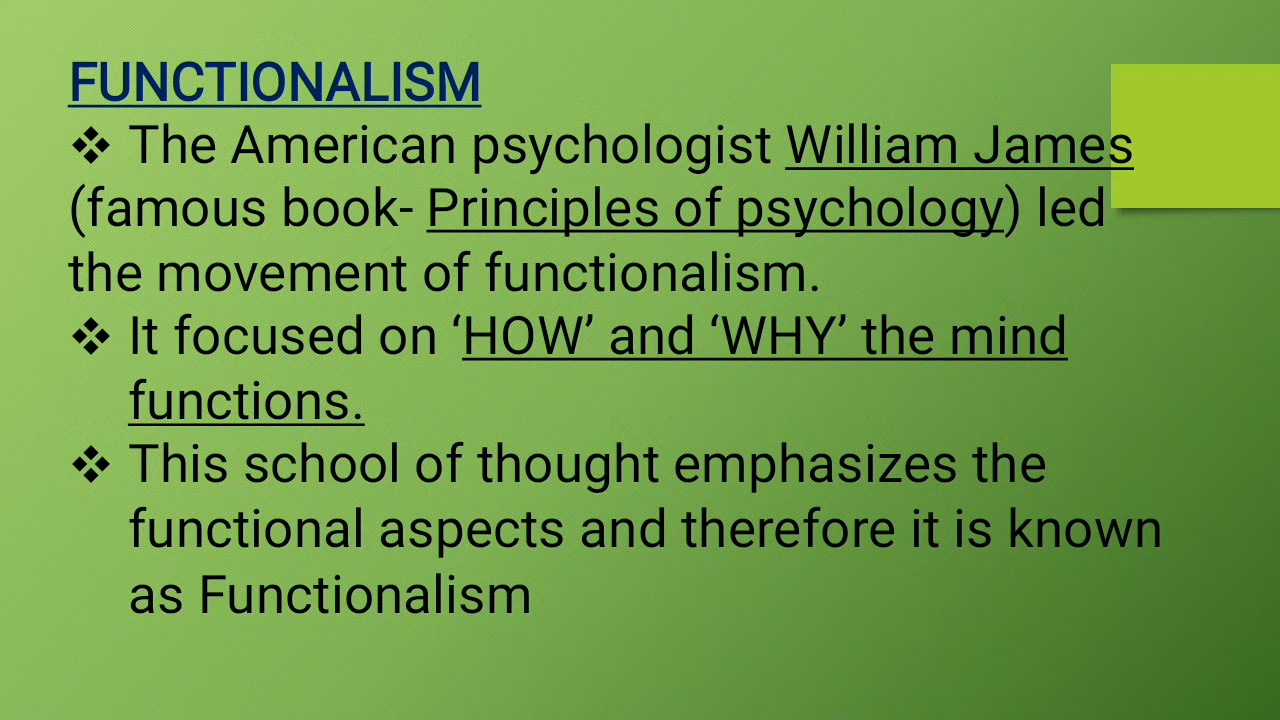 FUNCTIONALISM
❖ The American psychologist William James
(famous book- Principles of psychology) led
the movement of functionalism.
❖ It focused on ‘HOW’ and ‘WHY’ the mind
functions.
❖ This school of thought emphasizes the
functional aspects and therefore it is known
as Functionalism